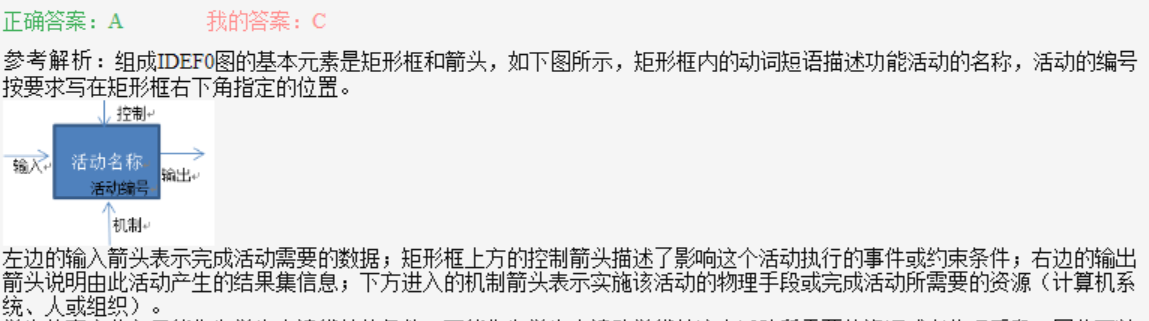 正确答案：A 我的答案：C
参考解析：组成IDEF0图的基本元素是矩形框和箭头，如下图所示，矩形框内的动词短语描述功能活动的名称，活动的编号
按要求写在矩形框右下角指定的位置。
控制
输入
活动名称
输出
活动编号
机制
左边的输入箭头表示完成活动需要的数据；矩形框上方的控制箭头描述了影响这个活动执行的事件或约束条件；右边的输出
箭头说明由此活动产生的结果集信息；下方进入的机制箭头表示实施该活动的物理手段或完成活动所需要的资源（计算机系
统、人或组织）。